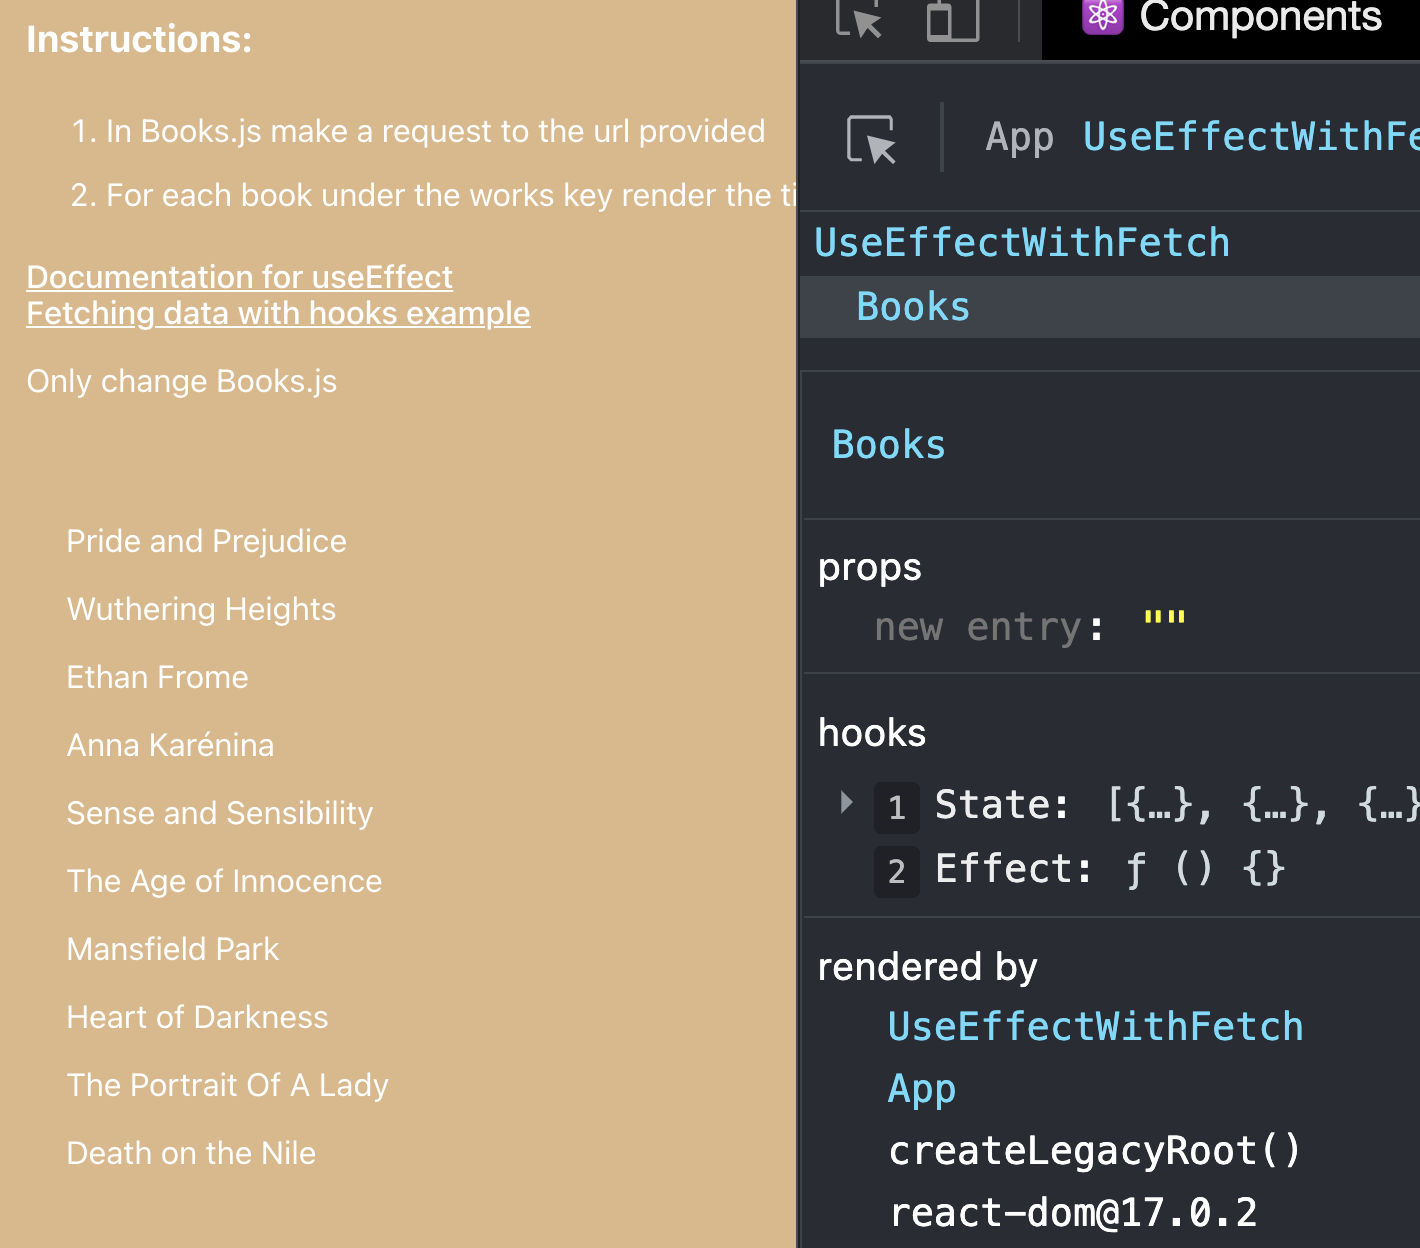 Instructions:
1. In Books.js make a request to the url provided
2. For each book under the works key render the
Documentation for useEffect
Fetching data with hooks example
Only change Books.js
Pride and Prejudice
Wuthering Heights
Ethan Frome
Anna Karénina
Sense and Sensibility
The Age of Innocence
Mansfield Park
Heart of Darkness
The Portrait Of A Lady
Death on the Nile
Components
App UseEffectWithFe
UseEffectWithFetch
Books
Books
props
new entry: ""
hooks
1 State: [{…}, {…}, {…}
2 Effect: ƒ () {}
rendered by
UseEffectWithFetch
App
createLegacyRoot()
react-dom@17.0.2